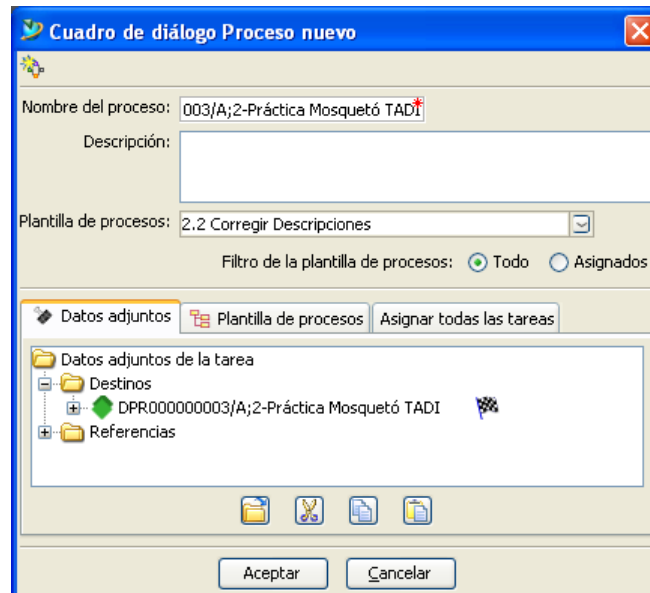 Cuadro de diálogo Proceso nuevo
Nombre del proceso: 003/A;2-Práctica Mosquetó TADI
Descripción:
Plantilla de procesos: 2.2 Corregir Descripciones
Filtro de la plantilla de procesos: Todo Asignados
Datos adjuntos Plantilla de procesos Asignar todas las tareas
Datos adjuntos de la tarea
Destinos
DPR000000003/A;2-Práctica Mosquetó TADI
Referencias
Aceptar Cancelar